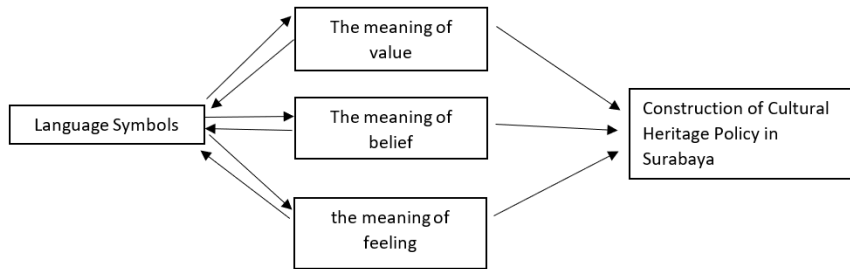 The meaning of
value
Language Symbols
The meaning of
belief
Construction of Cultural
Heritage Policy in
Surabaya
the meaning of
feeling